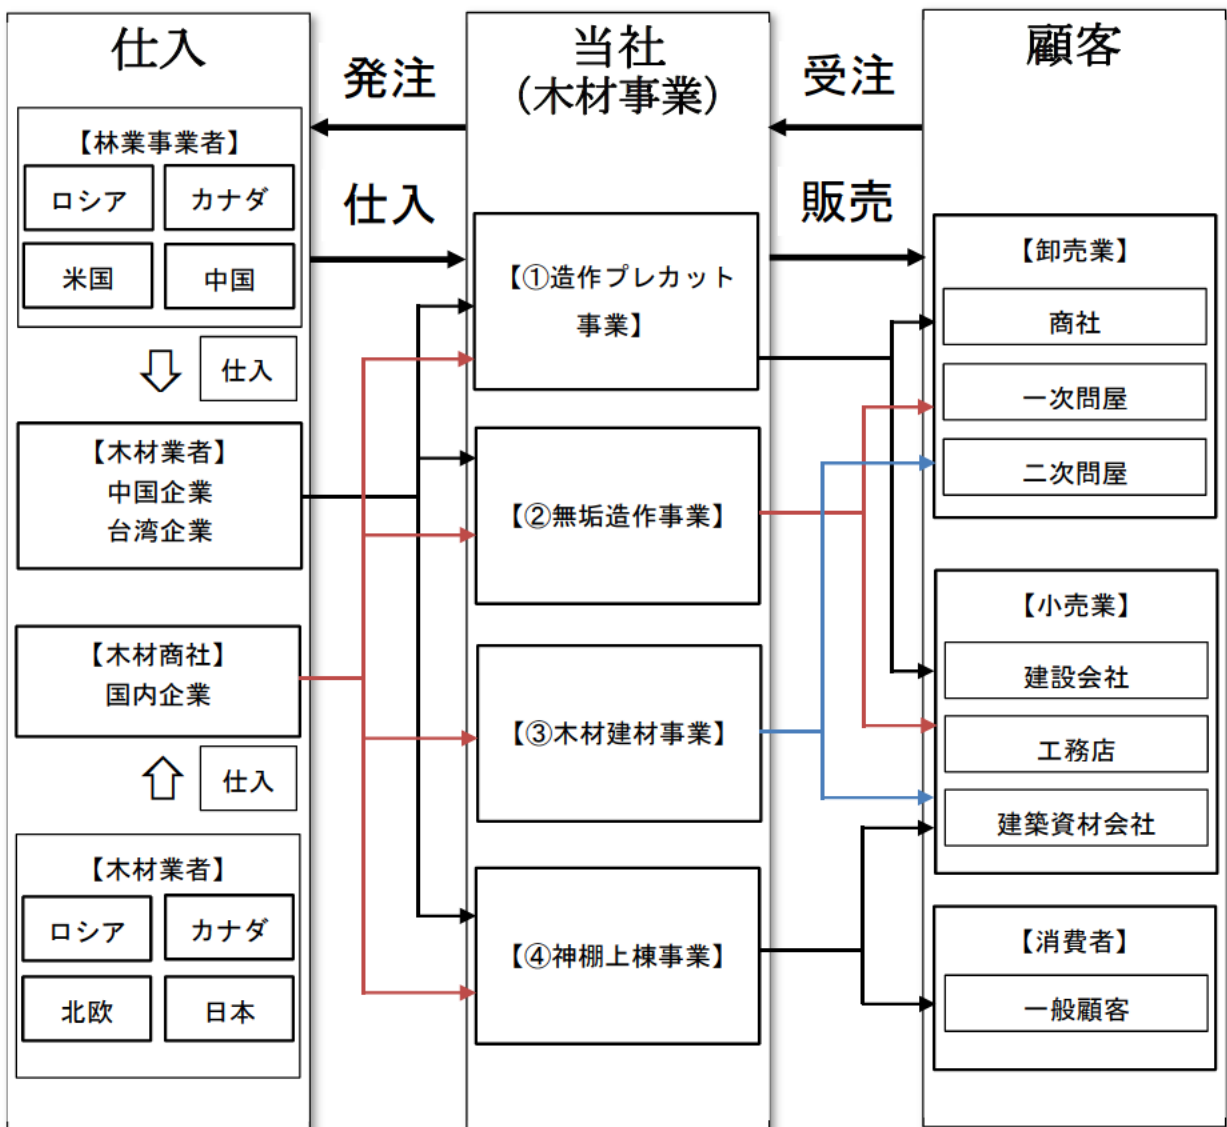 仕入
【林業事業者】
ロシア
カナダ
米国
中国
仕入
【木材業者】
中国企業
台湾企業
【木材商社】
国内企業
仕入
【木材業者】
ロシア
カナダ
北欧
日本
発注
仕入
当社
(木材事業)
【①造作プレカット
事業】
【②無垢造作事業】
【③木材建材事業】
【④神棚上棟事業】
受注
販売
顧客
【卸売業】
商社
一次問屋
二次問屋
【小売業】
建設会社
工務店
建築資材会社
【消費者】
一般顧客